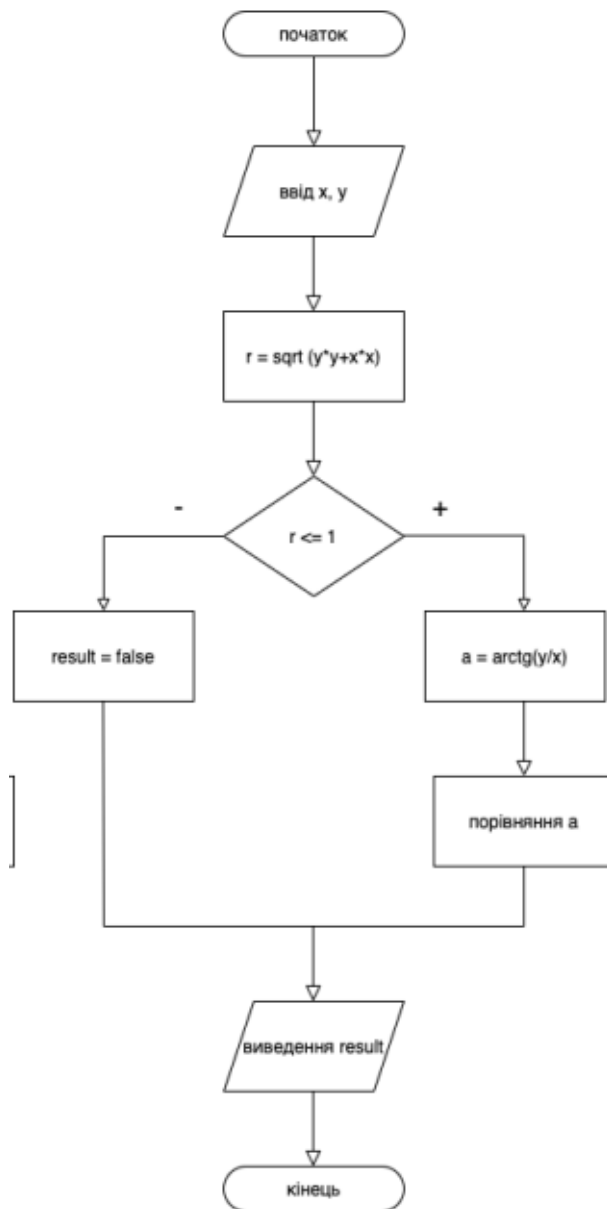 початок
ввід x, y
r = sqrt (y*y+x*x)
-
r <= 1
+
result = false
a = arctg(y/x)
порівняння a
виведення result
кінець